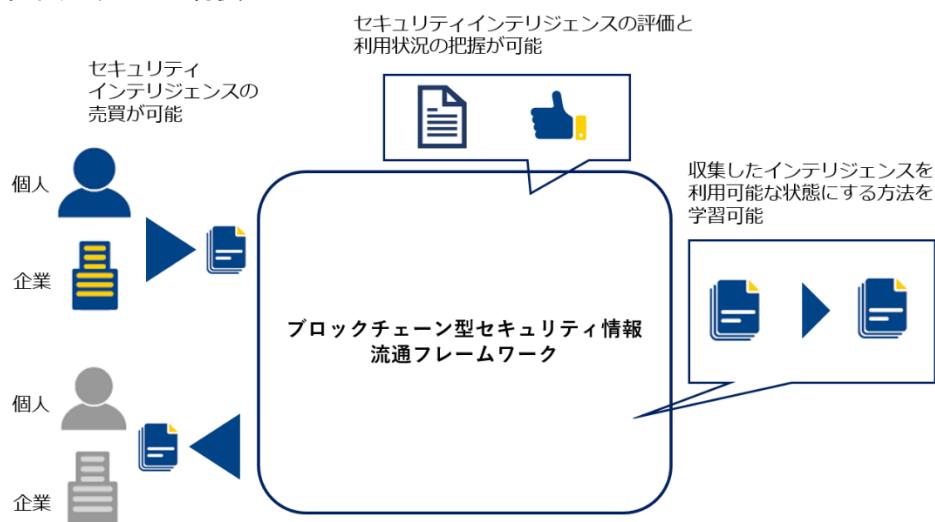 セキュリティインテリジェンスの評価と
利用状況の把握が可能
セキュリティ
インテリジェンスの
売買が可能
収集したインテリジェンスを
利用可能な状態にする方法を
学習可能
個人
企業
ブロックチェーン型セキュリティ情報
流通フレームワーク
個人
企業